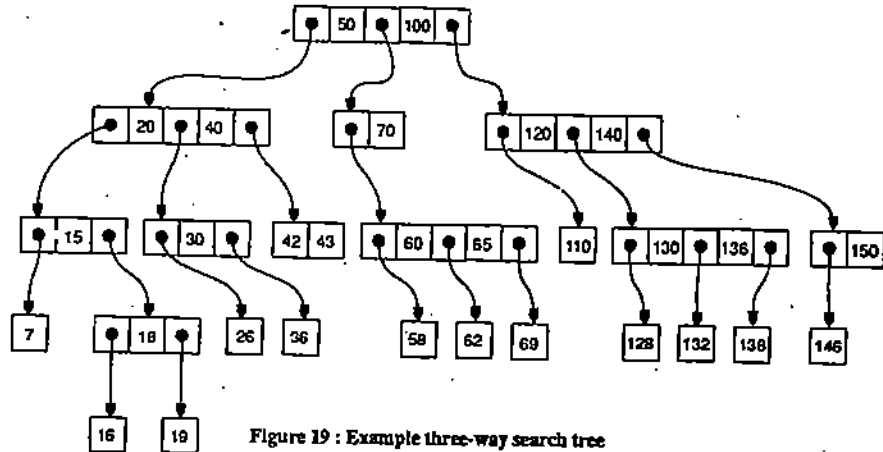 50 100
20 40 70 120 140
15 30 42 43 60 65 110 130 136 150
7 18 26 36 58 62 69 128 132 138 146
16 19
Figure 19 : Example three-way search tree